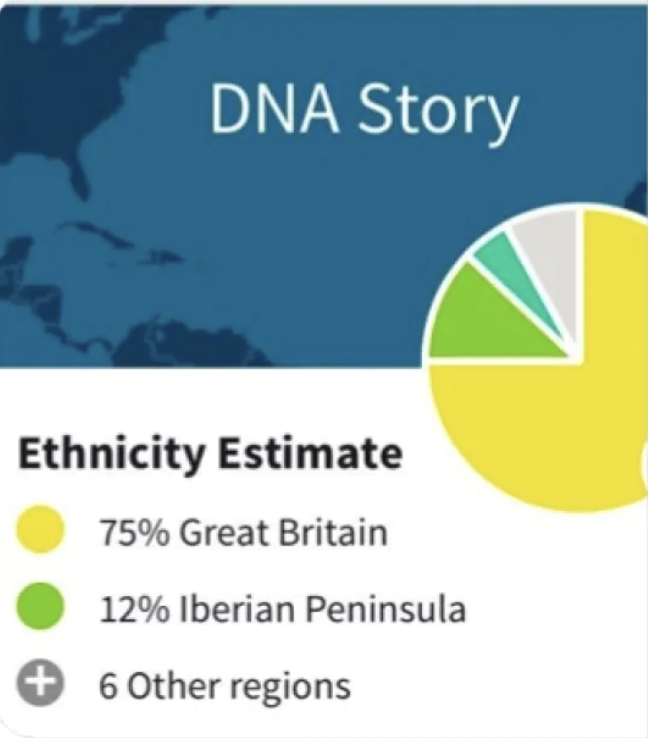 DNA Story
Ethnicity Estimate
75% Great Britain
12% Iberian Peninsula
6 Other regions